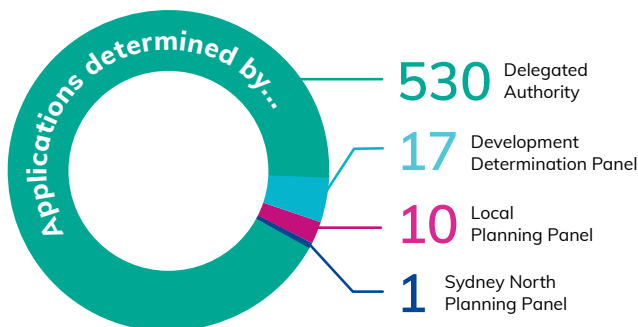 Applications determined by...
530 Delegated
Authority
17 Development
Determination Panel
10 Local
Planning Panel
1 Sydney North
Planning Panel